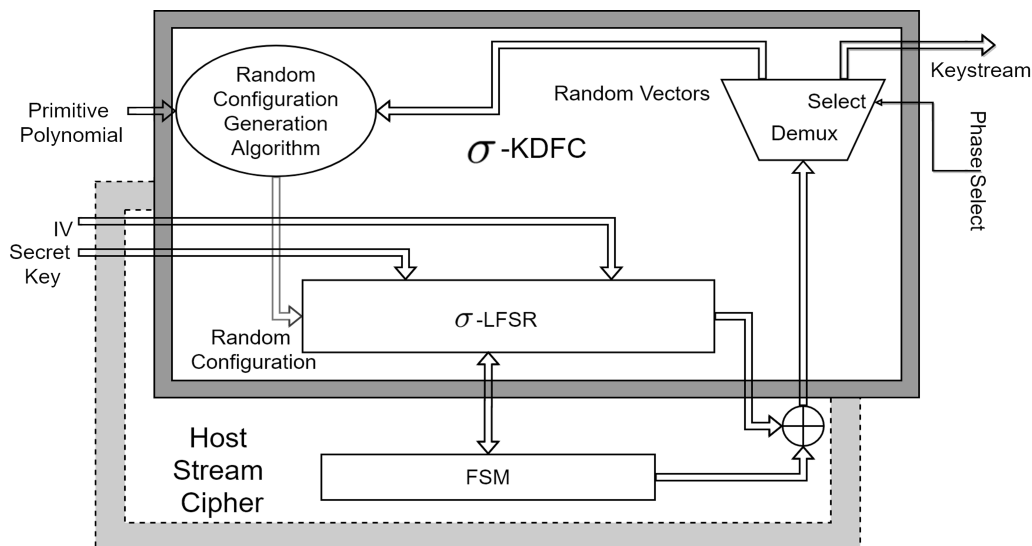 Random
Configuration
Generation
Algorithm
Primitive
Polynomial
Random Vectors
Select
Demux
Keystream
Phase Select
σ-KDFC
IV
Secret
Key
σ-LFSR
Random
Configuration
Host
Stream
Cipher
FSM